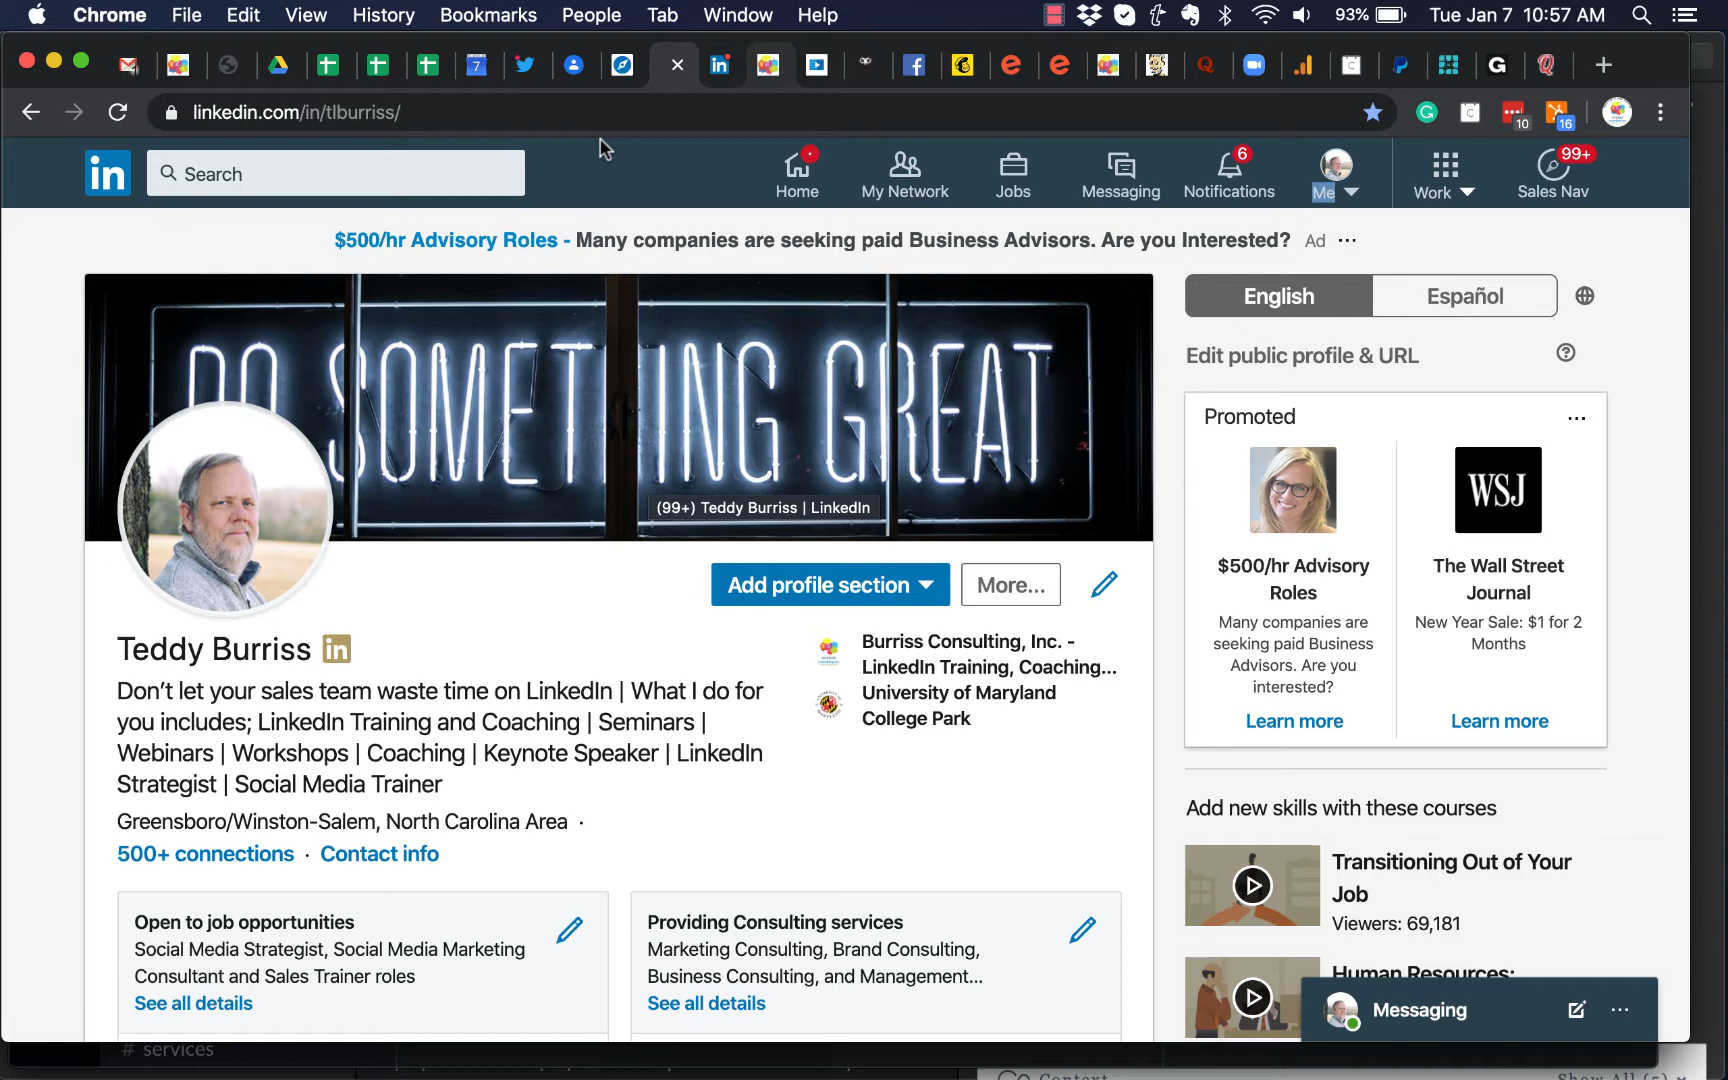 Chrome File Edit View History Bookmarks People Tab Window Help 93% Tue Jan 7 10:57 AM
7
linkedin.com/in/tlburriss/
10
16
in Search
Home
My Network
Jobs
Messaging
6
Notifications
Me
Work
99+
Sales Nav
$500/hr Advisory Roles - Many companies are seeking paid Business Advisors. Are you Interested? Ad
DO SOMETHING GREAT
(99+) Teddy Burriss | LinkedIn
English
Español
Edit public profile & URL
Add profile section
More...
Teddy Burriss in
Don't let your sales team waste time on LinkedIn | What I do for
you includes; LinkedIn Training and Coaching | Seminars |
Webinars | Workshops | Coaching | Keynote Speaker | LinkedIn
Strategist | Social Media Trainer
Greensboro/Winston-Salem, North Carolina Area ·
500+ connections · Contact info
Burriss Consulting, Inc. -
LinkedIn Training, Coaching...
University of Maryland
College Park
Open to job opportunities
Social Media Strategist, Social Media Marketing
Consultant and Sales Trainer roles
See all details
Providing Consulting services
Marketing Consulting, Brand Consulting,
Business Consulting, and Management...
See all details
Promoted
$500/hr Advisory
Roles
Many companies are
seeking paid Business
Advisors. Are you
interested?
Learn more
WSJ
The Wall Street
Journal
New Year Sale: $1 for 2
Months
Learn more
Add new skills with these courses
Transitioning Out of Your
Job
Viewers: 69,181
Human Resources:
Messaging
# services
Context
Show All (5)